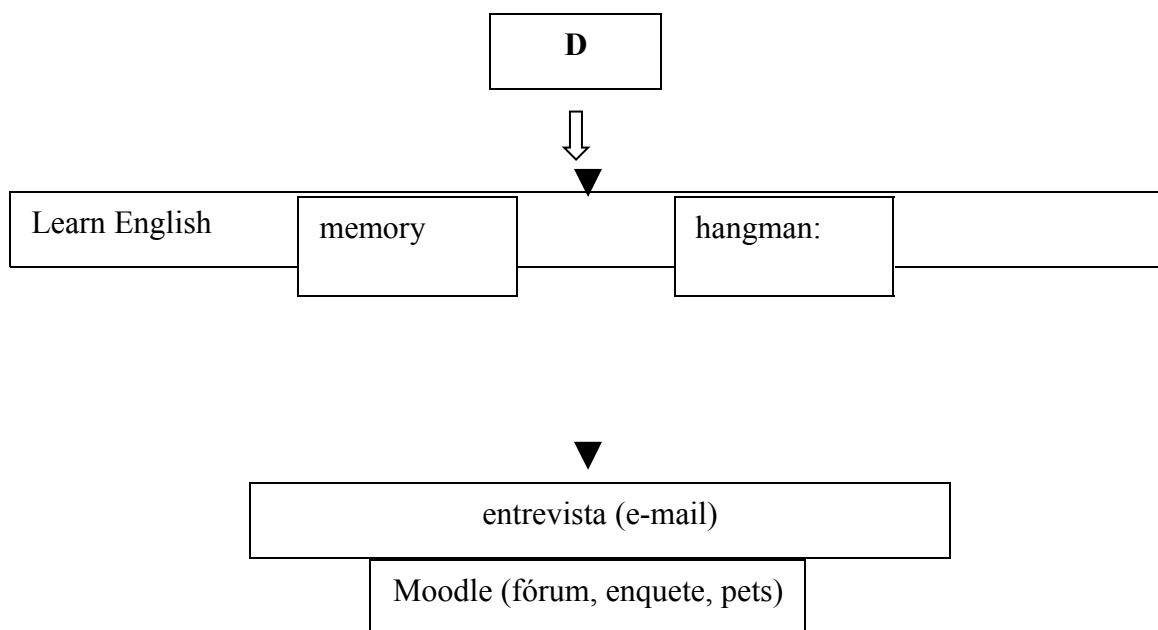 D
Learn English
memory
hangman:
entrevista (e-mail)
Moodle (fórum, enquete, pets)